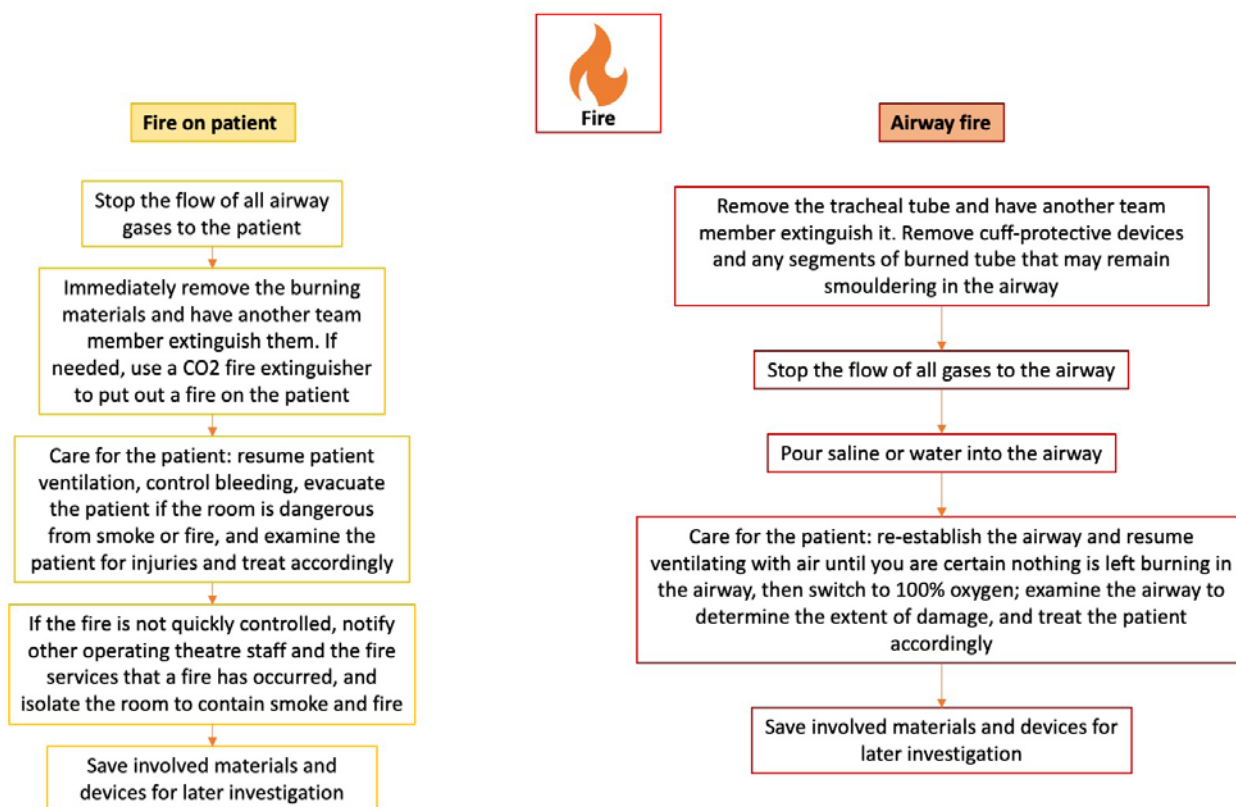 Fire
Fire on patient
Stop the flow of all airway
gases to the patient
Immediately remove the burning
materials and have another team
member extinguish them. If
needed, use a CO2 fire extinguisher
to put out a fire on the patient
Care for the patient: resume patient
ventilation, control bleeding, evacuate
the patient if the room is dangerous
from smoke or fire, and examine the
patient for injuries and treat accordingly
If the fire is not quickly controlled, notify
other operating theatre staff and the fire
services that a fire has occurred, and
isolate the room to contain smoke and fire
Save involved materials and
devices for later investigation
Airway fire
Remove the tracheal tube and have another team
member extinguish it. Remove cuff-protective devices
and any segments of burned tube that may remain
smouldering in the airway
Stop the flow of all gases to the airway
Pour saline or water into the airway
Care for the patient: re-establish the airway and resume
ventilating with air until you are certain nothing is left burning in
the airway, then switch to 100% oxygen; examine the airway to
determine the extent of damage, and treat the patient
accordingly
Save involved materials and devices for
later investigation